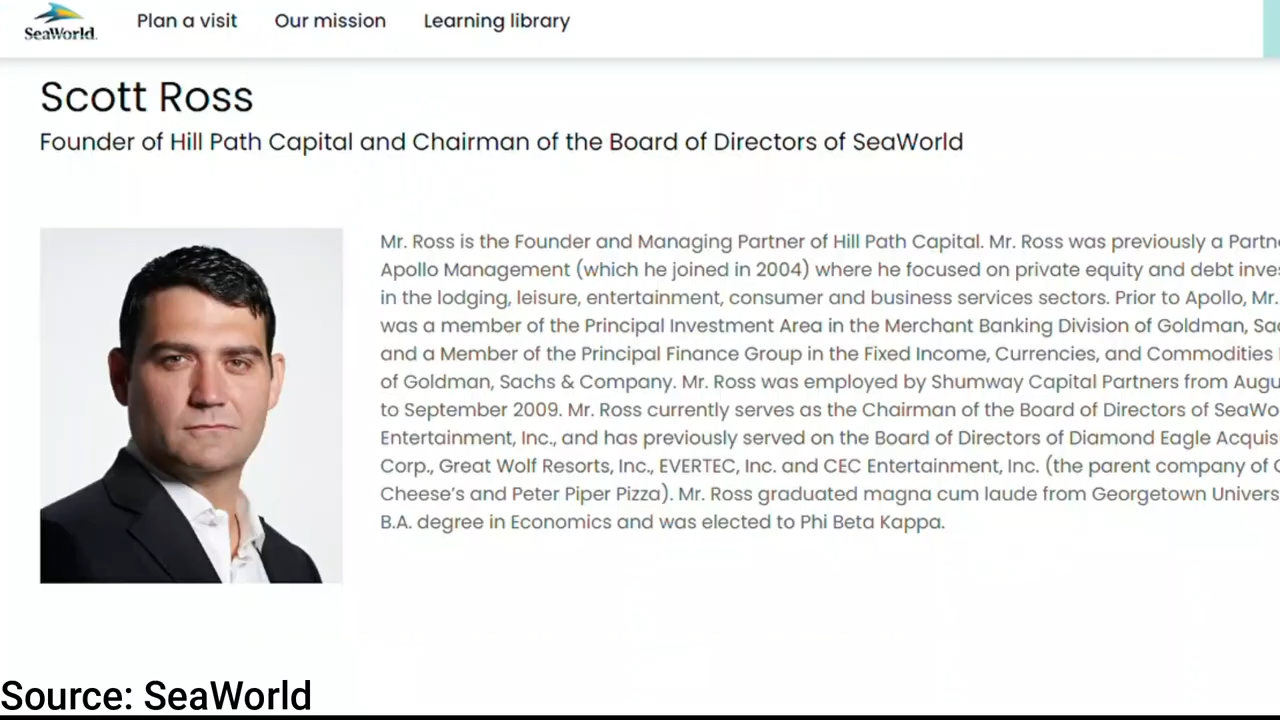 SeaWorld.
Plan a visit
Our mission
Learning library
Scott Ross
Founder of Hill Path Capital and Chairman of the Board of Directors of SeaWorld
Mr. Ross is the Founder and Managing Partner of Hill Path Capital. Mr. Ross was previously a
Apollo Management (which he joined in 2004) where he focused on private equity and debt
in the lodging, leisure, entertainment, consumer and business services sectors. Prior to Apollo, Mr.
was a member of the Principal Investment Area in the Merchant Banking Division of Goldman,
and a Member of the Principal Finance Group in the Fixed Income, Currencies, and Commodities
of Goldman, Sachs & Company. Mr. Ross was employed by Shumway Capital Partners from
to September 2009. Mr. Ross currently serves as the Chairman of the Board of Directors of
Entertainment, Inc., and has previously served on the Board of Directors of Diamond Eagle
Corp., Great Wolf Resorts, Inc., EVERTEC, Inc. and CEC Entertainment, Inc. (the parent company of
Cheese's and Peter Piper Pizza). Mr. Ross graduated magna cum laude from Georgetown
B.A. degree in Economics and was elected to Phi Beta Kappa.
Source: SeaWorld